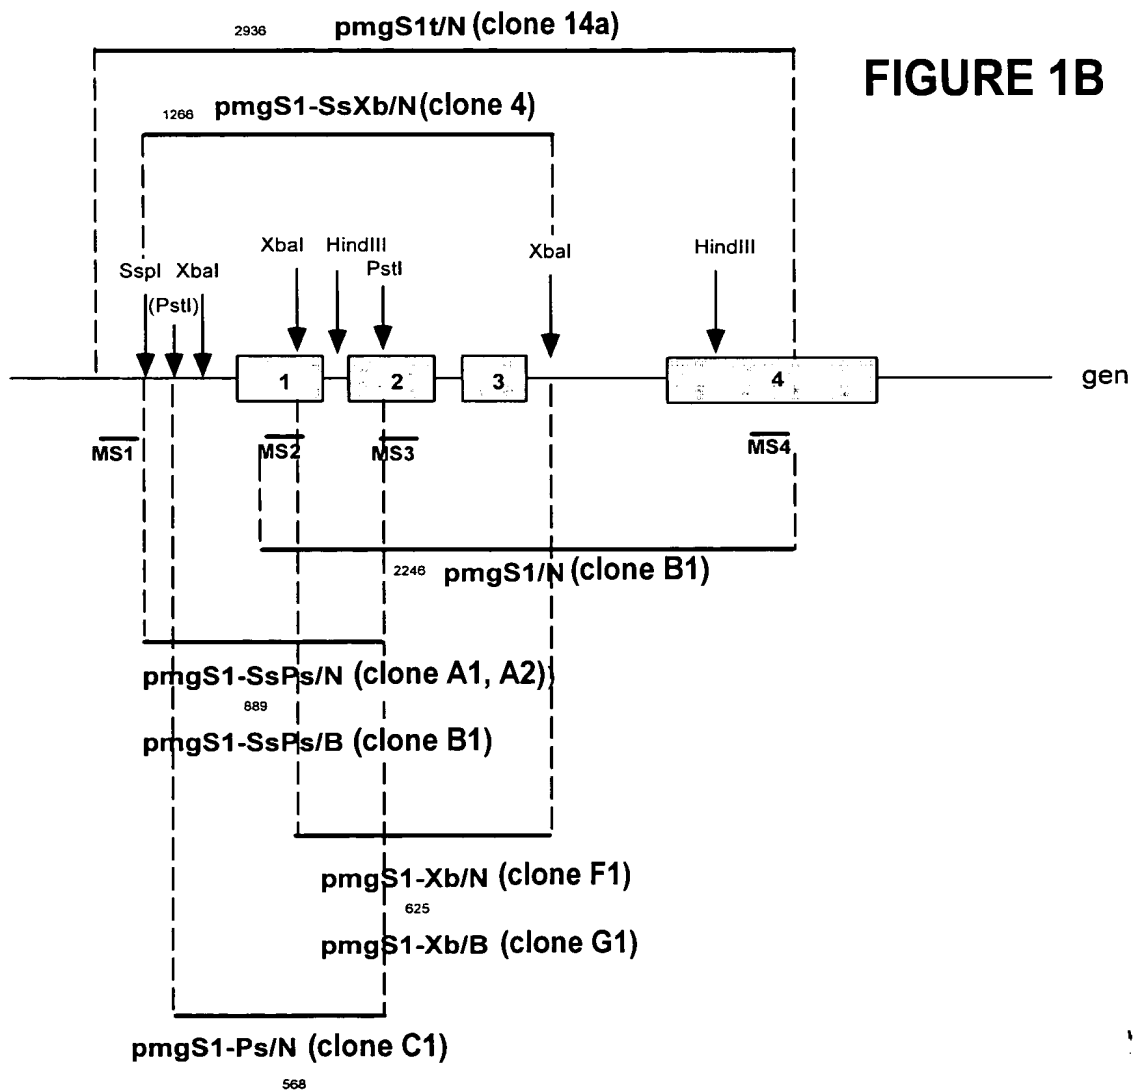 2936 pmgS1t/N (clone 14a)
FIGURE 1B
1266 pmgS1-SsXb/N(clone 4)
XbaI HindIII XbaI HindIII
SspI XbaI PstI
(PstI)
1 2 3 4 gen
MS1 MS2 MS3 MS4
2246 pmgS1/N (clone B1)
pmgS1-SsPs/N (clone A1, A2))
889
pmgS1-SsPs/B (clone B1)
pmgS1-Xb/N (clone F1)
625
pmgS1-Xb/B (clone G1)
pmgS1-Ps/N (clone C1)
568